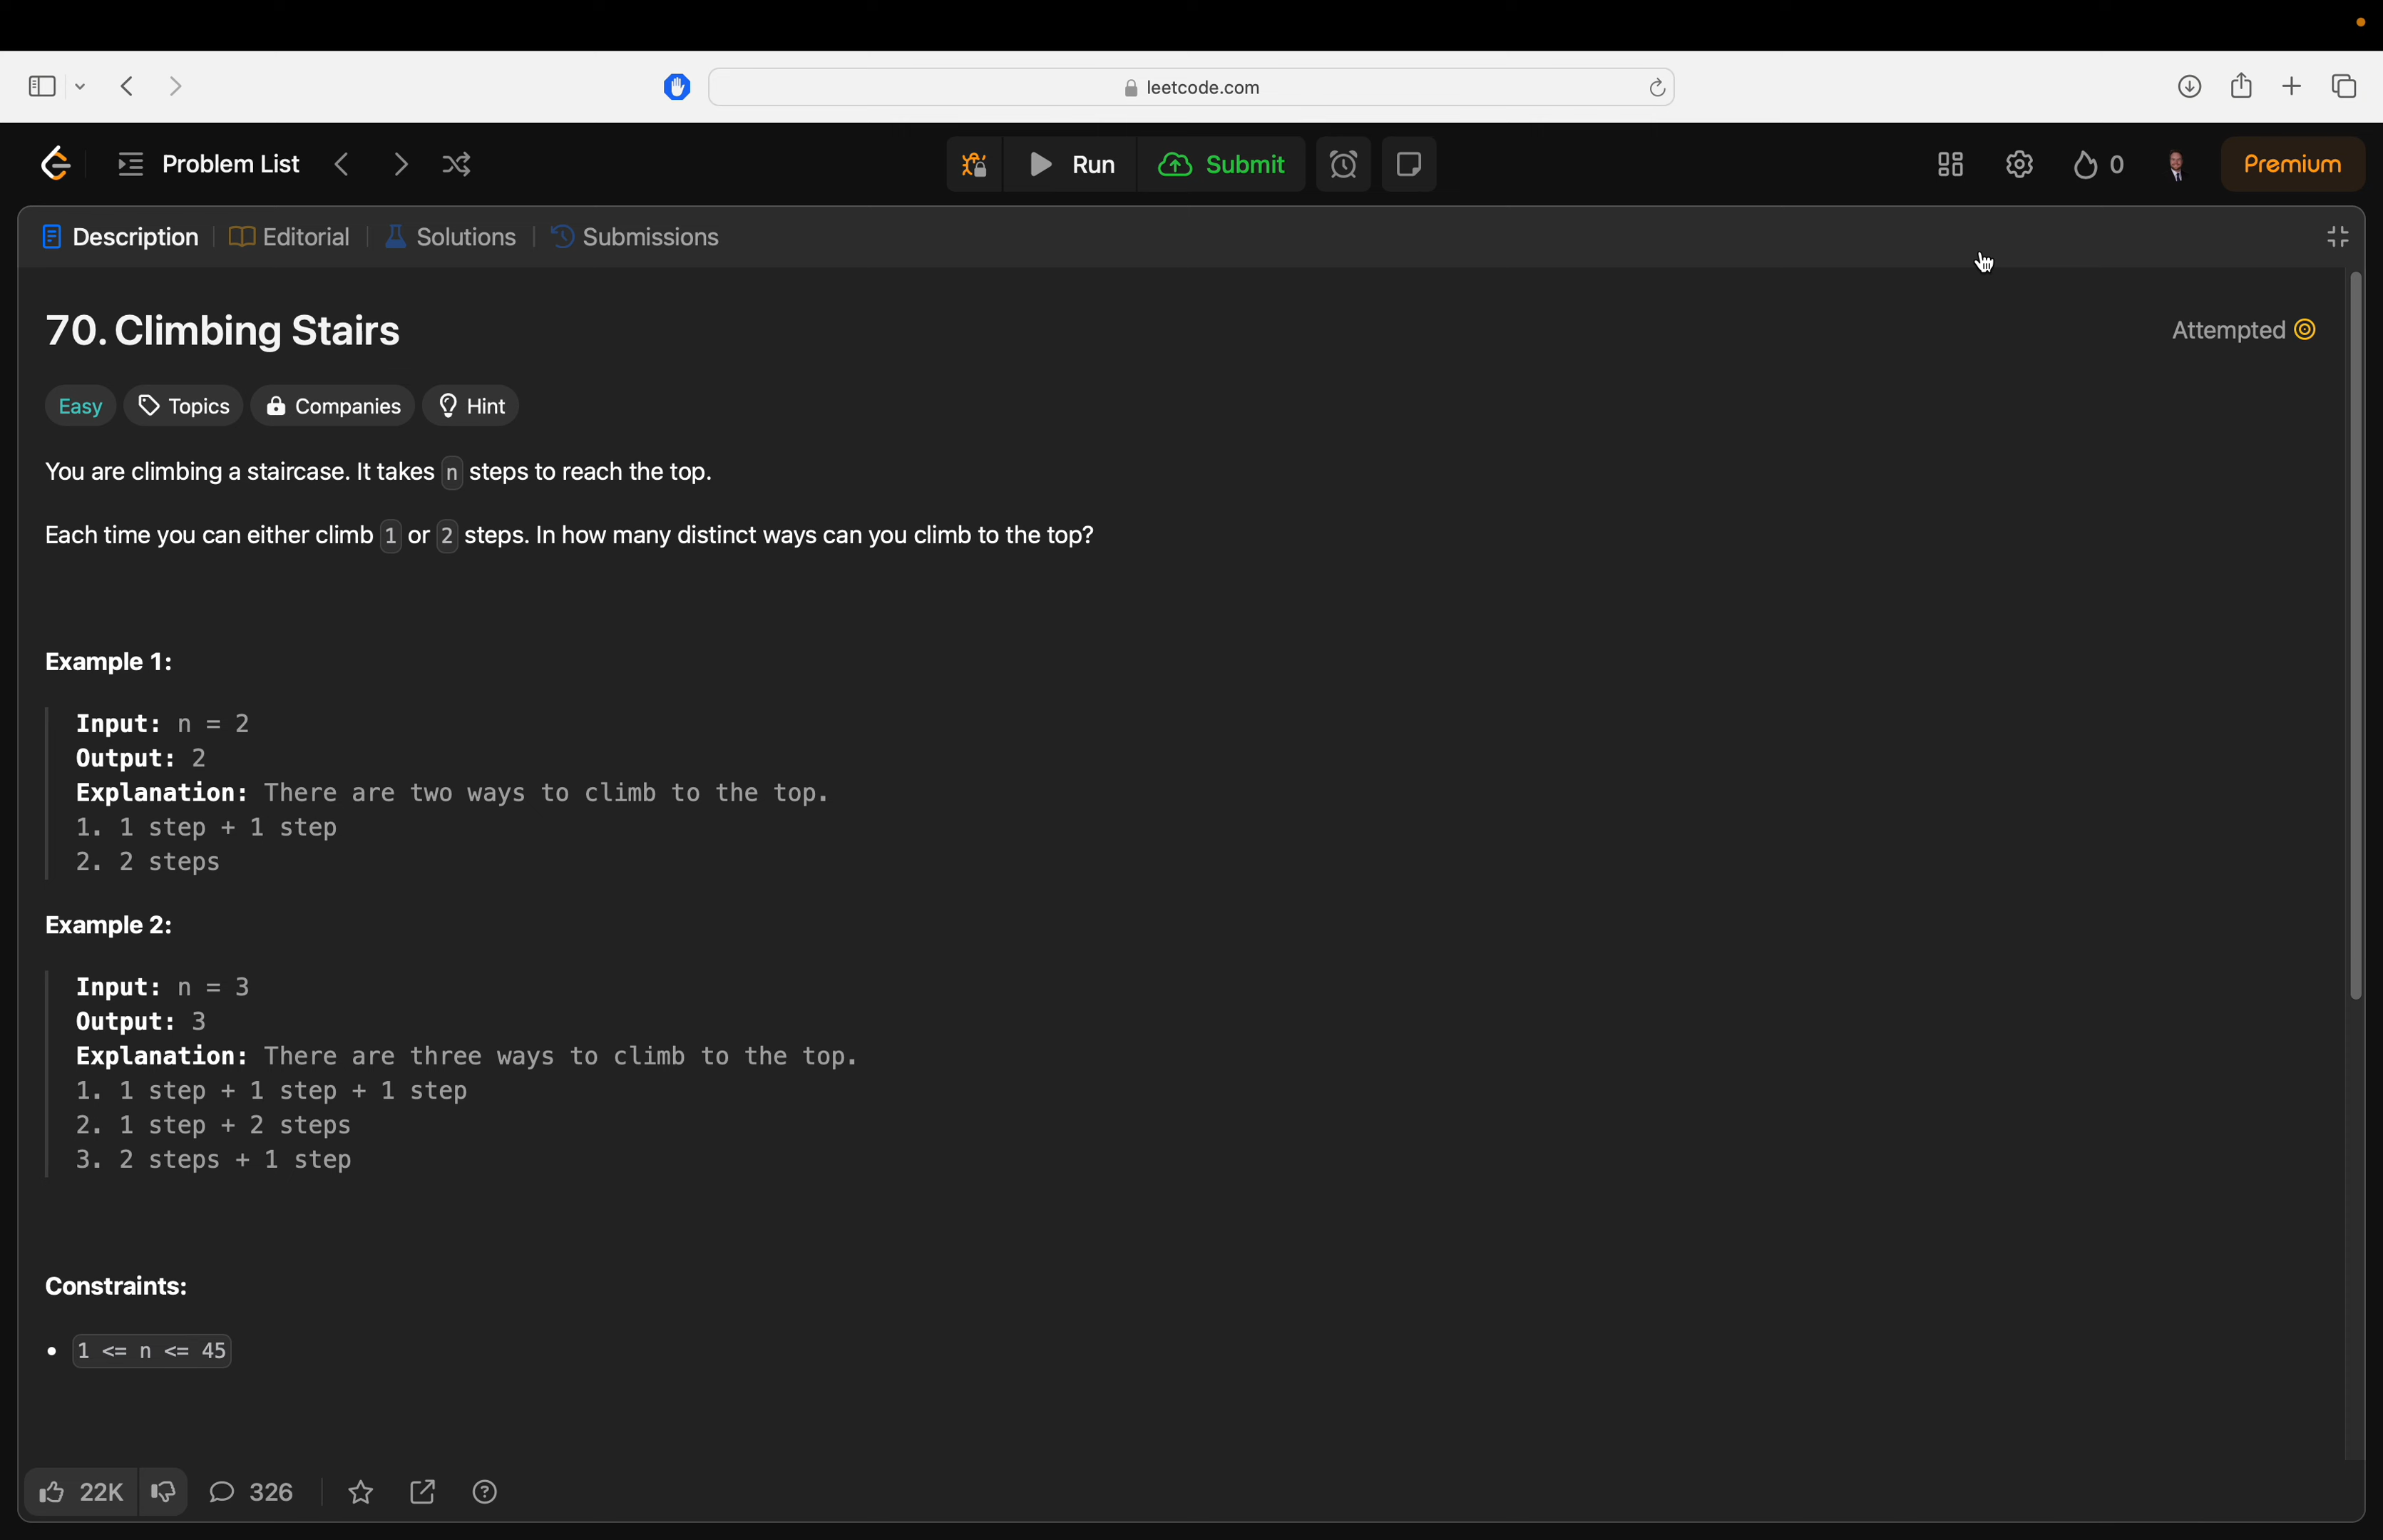 leetcode.com
Problem List Run Submit 0 Premium
Description Editorial Solutions Submissions
70. Climbing Stairs
Attempted
Easy Topics Companies Hint
You are climbing a staircase. It takes n steps to reach the top.
Each time you can either climb 1 or 2 steps. In how many distinct ways can you climb to the top?
Example 1:
Input: n = 2
Output: 2
Explanation: There are two ways to climb to the top.
1. 1 step + 1 step
2. 2 steps
Example 2:
Input: n = 3
Output: 3
Explanation: There are three ways to climb to the top.
1. 1 step + 1 step + 1 step
2. 1 step + 2 steps
3. 2 steps + 1 step
Constraints:
• 1 <= n <= 45
22K 326